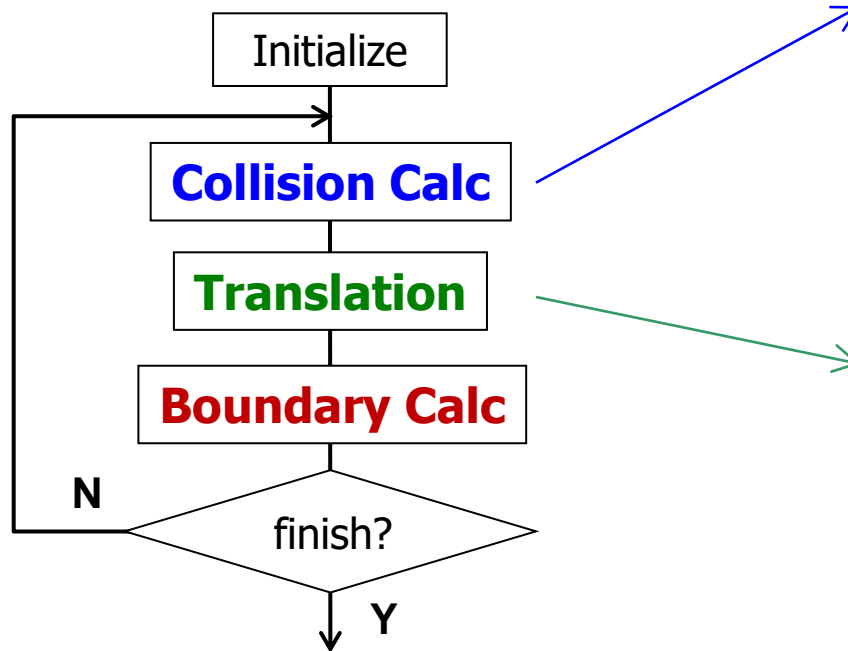 Initialize
Collision Calc
Translation
Boundary Calc
N
finish?
Y